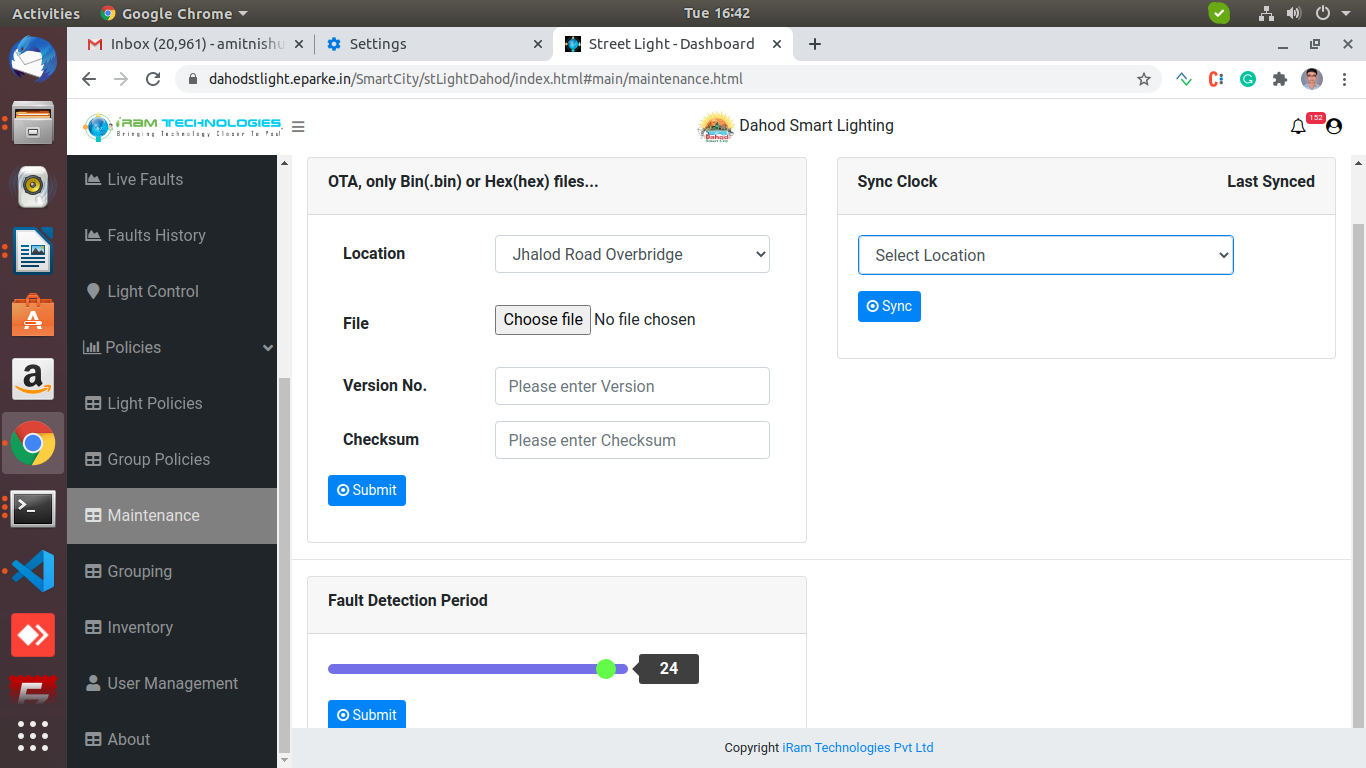 Activities
Google Chrome
Tue 16:42
Inbox (20,961) - amitnishu
Settings
Street Light - Dashboard
dahodstlight.eparke.in/SmartCity/stLightDahod/index.html#main/maintenance.html
iRam Technologies
Bringing Technology Closer To You!
Dahod Smart Lighting
152
Live Faults
Faults History
Light Control
Policies
Light Policies
Group Policies
Maintenance
Grouping
Inventory
User Management
About
OTA, only Bin(.bin) or Hex(hex) files...
Location
Jhalod Road Overbridge
File
Choose file No file chosen
Version No.
Please enter Version
Checksum
Please enter Checksum
Submit
Sync Clock
Last Synced
Select Location
Sync
Fault Detection Period
24
Submit
Copyright iRam Technologies Pvt Ltd